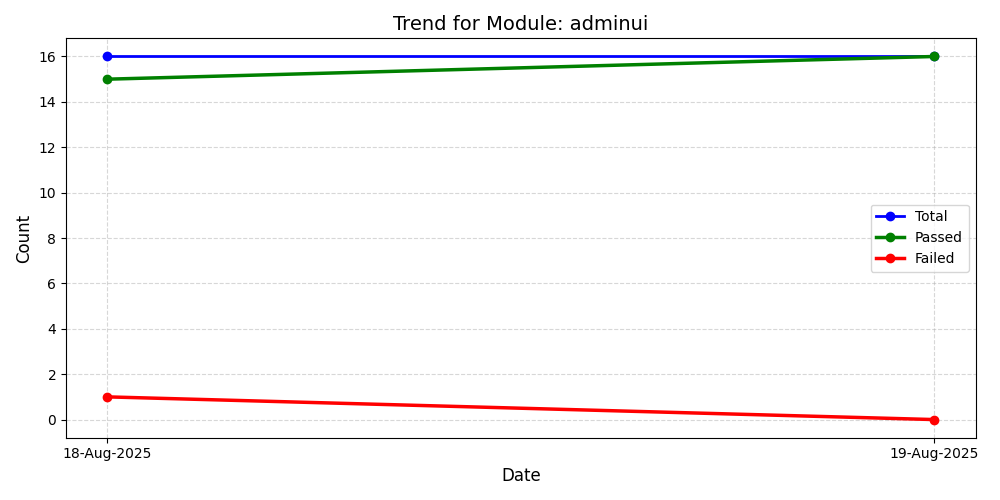 Trend for Module: adminui
Count
16
14
12
10
8
6
4
2
0
Total
Passed
Failed
18-Aug-2025
19-Aug-2025
Date